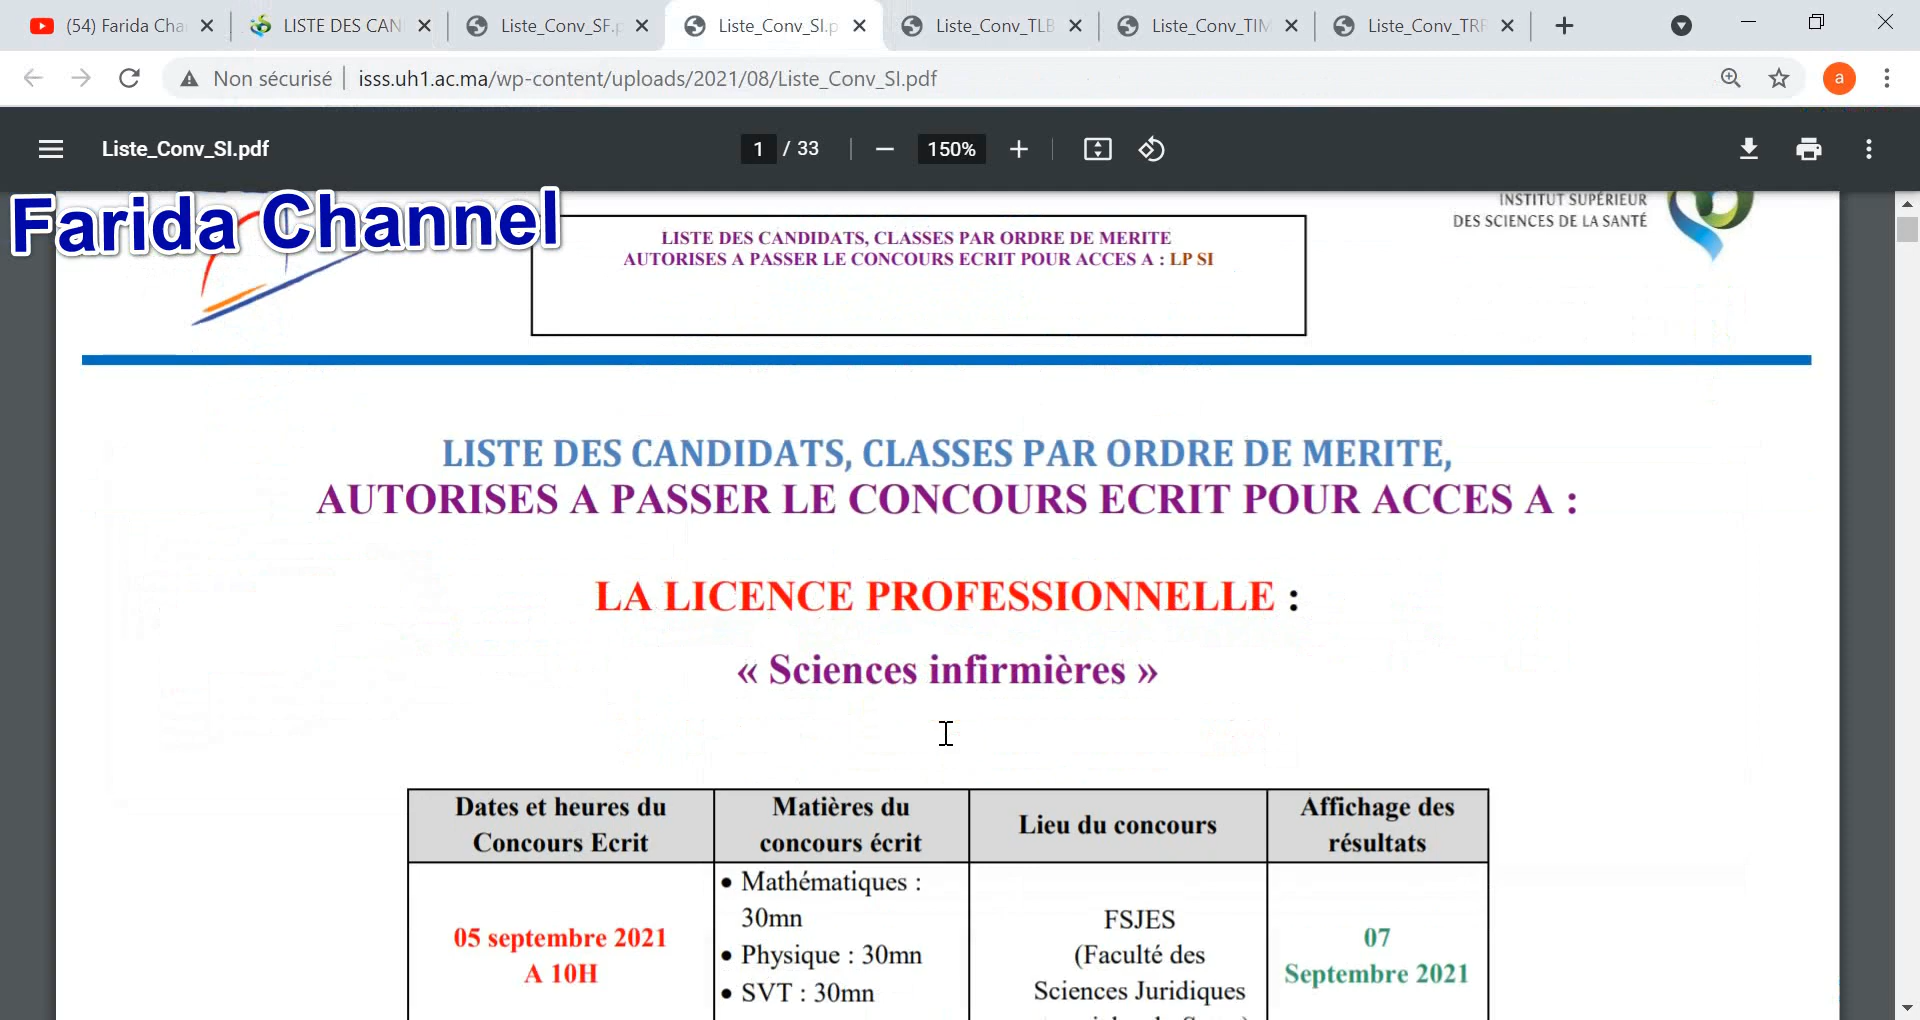 (54) Farida Cha
LISTE DES CAN
Liste_Conv_SF.p
Liste_Conv_SI.p
Liste_Conv_TLB
Liste_Conv_TIM
Liste_Conv_TRR
Non sécurisé
isss.uh1.ac.ma/wp-content/uploads/2021/08/Liste_Conv_SI.pdf
a
Liste_Conv_SI.pdf
1 / 33
150%
Farida Channel
LISTE DES CANDIDATS, CLASSES PAR ORDRE DE MERITE
AUTORISES A PASSER LE CONCOURS ECRIT POUR ACCES A : LP SI
INSTITUT SUPÉRIEUR
DES SCIENCES DE LA SANTÉ
LISTE DES CANDIDATS, CLASSES PAR ORDRE DE MERITE,
AUTORISES A PASSER LE CONCOURS ECRIT POUR ACCES A :
LA LICENCE PROFESSIONNELLE :
« Sciences infirmières »
Dates et heures du
Concours Ecrit
Matières du
concours écrit
Lieu du concours
Affichage des
résultats
05 septembre 2021
A 10H
• Mathématiques :
30mn
• Physique : 30mn
• SVT : 30mn
FSJES
(Faculté des
Sciences Juridiques
07
Septembre 2021